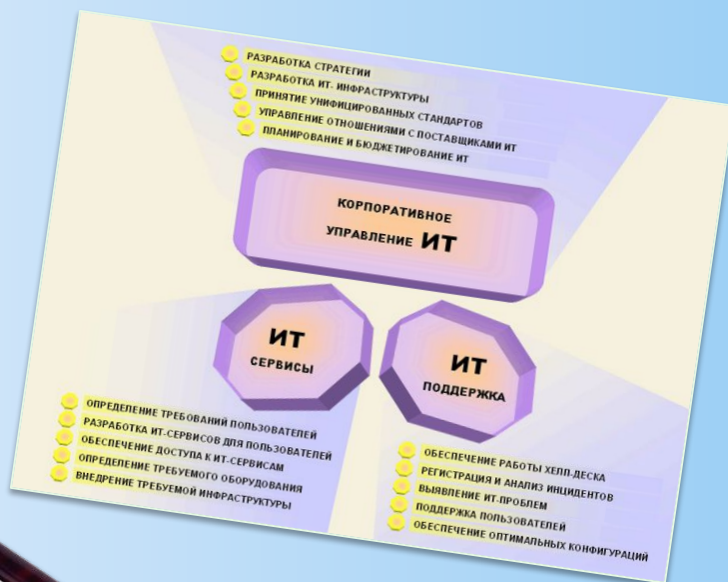 РАЗРАБОТКА СТРАТЕГИИ
РАЗРАБОТКА ИТ- ИНФРАСТРУКТУРЫ
ПРИНЯТИЕ УНИФИЦИРОВАННЫХ СТАНДАРТОВ
УПРАВЛЕНИЕ ОТНОШЕНИЯМИ С ПОСТАВЩИКАМИ ИТ
ПЛАНИРОВАНИЕ И БЮДЖЕТИРОВАНИЕ ИТ
КОРПОРАТИВНОЕ
УПРАВЛЕНИЕ ИТ
ИТ
СЕРВИСЫ
ИТ
ПОДДЕРЖКА
ОПРЕДЕЛЕНИЕ ТРЕБОВАНИЙ ПОЛЬЗОВАТЕЛЕЙ
РАЗРАБОТКА ИТ-СЕРВИСОВ ДЛЯ ПОЛЬЗОВАТЕЛЕЙ
ОБЕСПЕЧЕНИЕ ДОСТУПА К ИТ-СЕРВИСАМ
ОПРЕДЕЛЕНИЕ ТРЕБУЕМОГО ОБОРУДОВАНИЯ
ВНЕДРЕНИЕ ТРЕБУЕМОЙ ИНФРАСТРУКТУРЫ
ОБЕСПЕЧЕНИЕ РАБОТЫ ХЕЛП-ДЕСКА
РЕГИСТРАЦИЯ И АНАЛИЗ ИНЦИДЕНТОВ
ВЫЯВЛЕНИЕ ИТ-ПРОБЛЕМ
ПОДДЕРЖКА ПОЛЬЗОВАТЕЛЕЙ
ОБЕСПЕЧЕНИЕ ОПТИМАЛЬНЫХ КОНФИГУРАЦИЙ